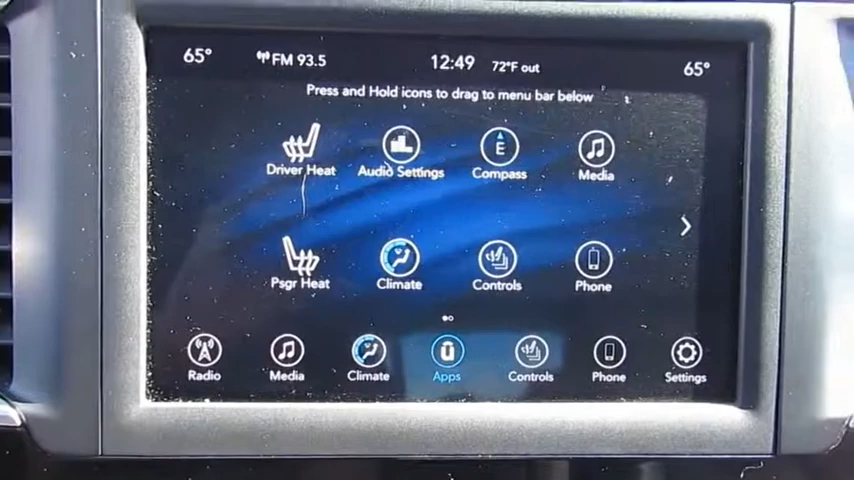 65° FM 93.5 12:49 72°F out 65°
Press and Hold icons to drag to menu bar below
Driver Heat Audio Settings Compass Media
E
Psgr Heat Climate Controls Phone
Radio Media Climate Apps Controls Phone Settings